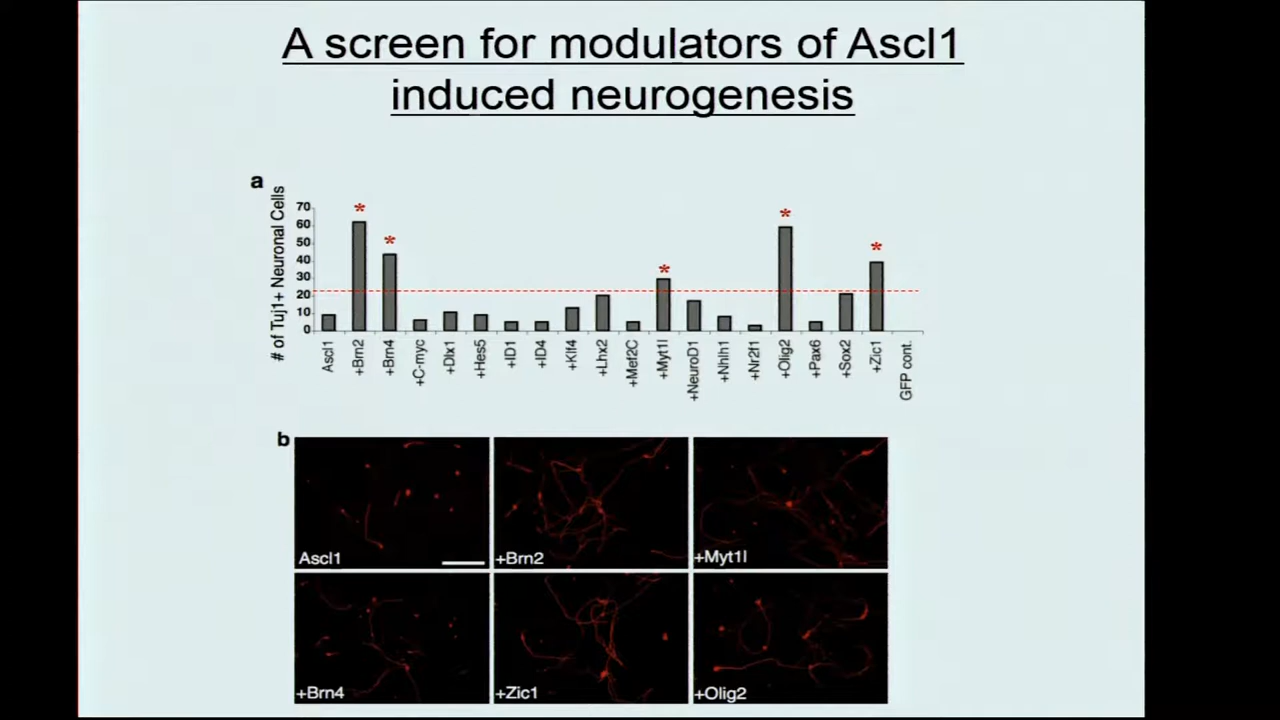 A screen for modulators of Ascl1
induced neurogenesis
a
# of Tuj1+ Neuronal Cells
70
60
50
40
30
20
10
0
* * * * *
Ascl1
+Brn2
+Brn4
+C-myc
+Dlx1
+Hes5
+ID1
+ID4
+Klf4
+Lhx2
+Mef2C
+Myt1l
+NeuroD1
+Nhlh1
+Nr2f1
+Olig2
+Pax6
+Sox2
+Zic1
GFP cont.
b
Ascl1
+Brn2
+Myt1l
+Brn4
+Zic1
+Olig2